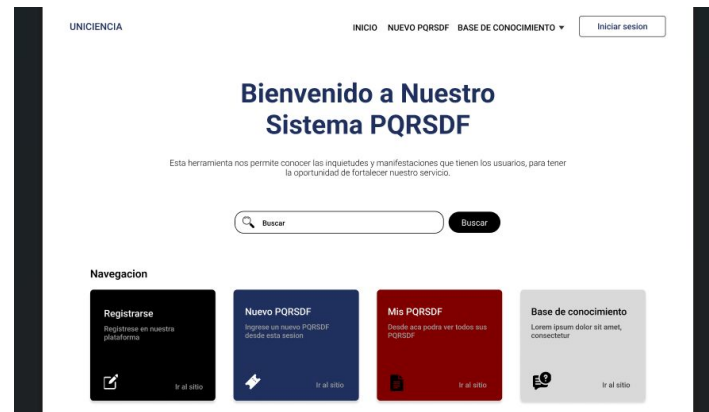 UNICIENCIA
INICIO NUEVO PQRSDF BASE DE CONOCIMIENTO
Iniciar sesion
Bienvenido a Nuestro
Sistema PQRSDF
Esta herramienta nos permite conocer las inquietudes y manifestaciones que tienen los usuarios, para tener
la oportunidad de fortalecer nuestro servicio.
Buscar
Buscar
Navegacion
Registrarse
Registrese en nuestra
plataforma
Ir al sitio
Nuevo PQRSDF
Ingrese un nuevo PQRSDF
desde esta sesion
Ir al sitio
Mis PQRSDF
Desde aca podra ver todos sus
PQRSDF
Ir al sitio
Base de conocimiento
Lorem ipsum dolor sit amet,
consectetur
Ir al sitio